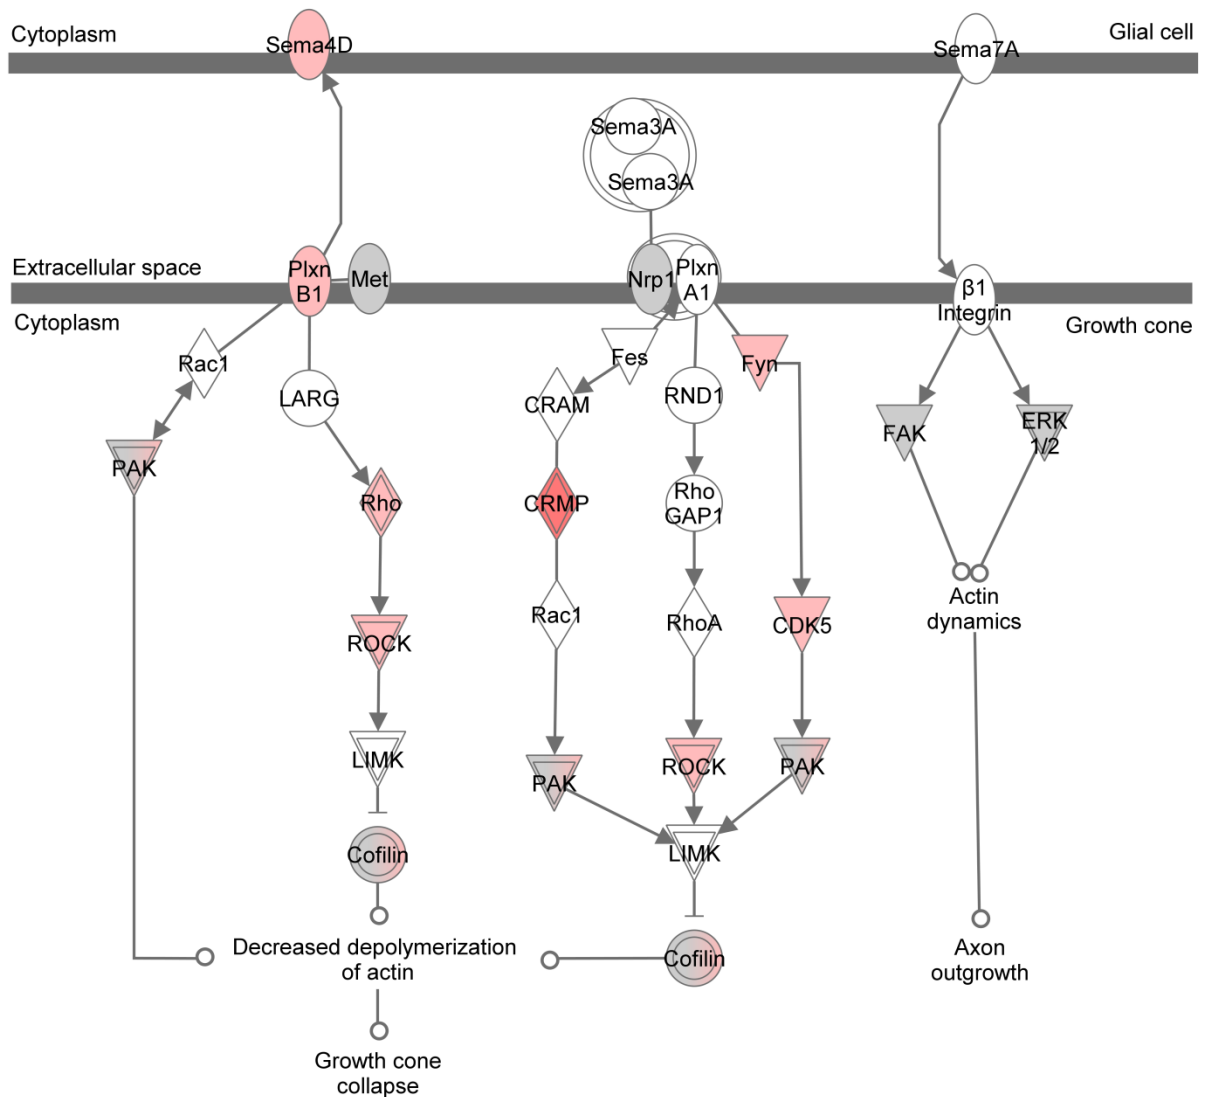 Cytoplasm
Sema4D
Sema7A
Glial cell
Sema3A
Sema3A
Extracellular space
Plxn
B1
Met
Nrp1
Plxn
A1
β1
Integrin
Cytoplasm
Growth cone
Rac1
LARG
Fes
Fyn
CRAM
RND1
FAK
ERK
1/2
PAK
Rho
CRMP
Rho
GAP1
Rac1
RhoA
CDK5
Actin
dynamics
ROCK
LIMK
PAK
ROCK
PAK
Cofilin
LIMK
Decreased depolymerization
of actin
Cofilin
Axon
outgrowth
Growth cone
collapse